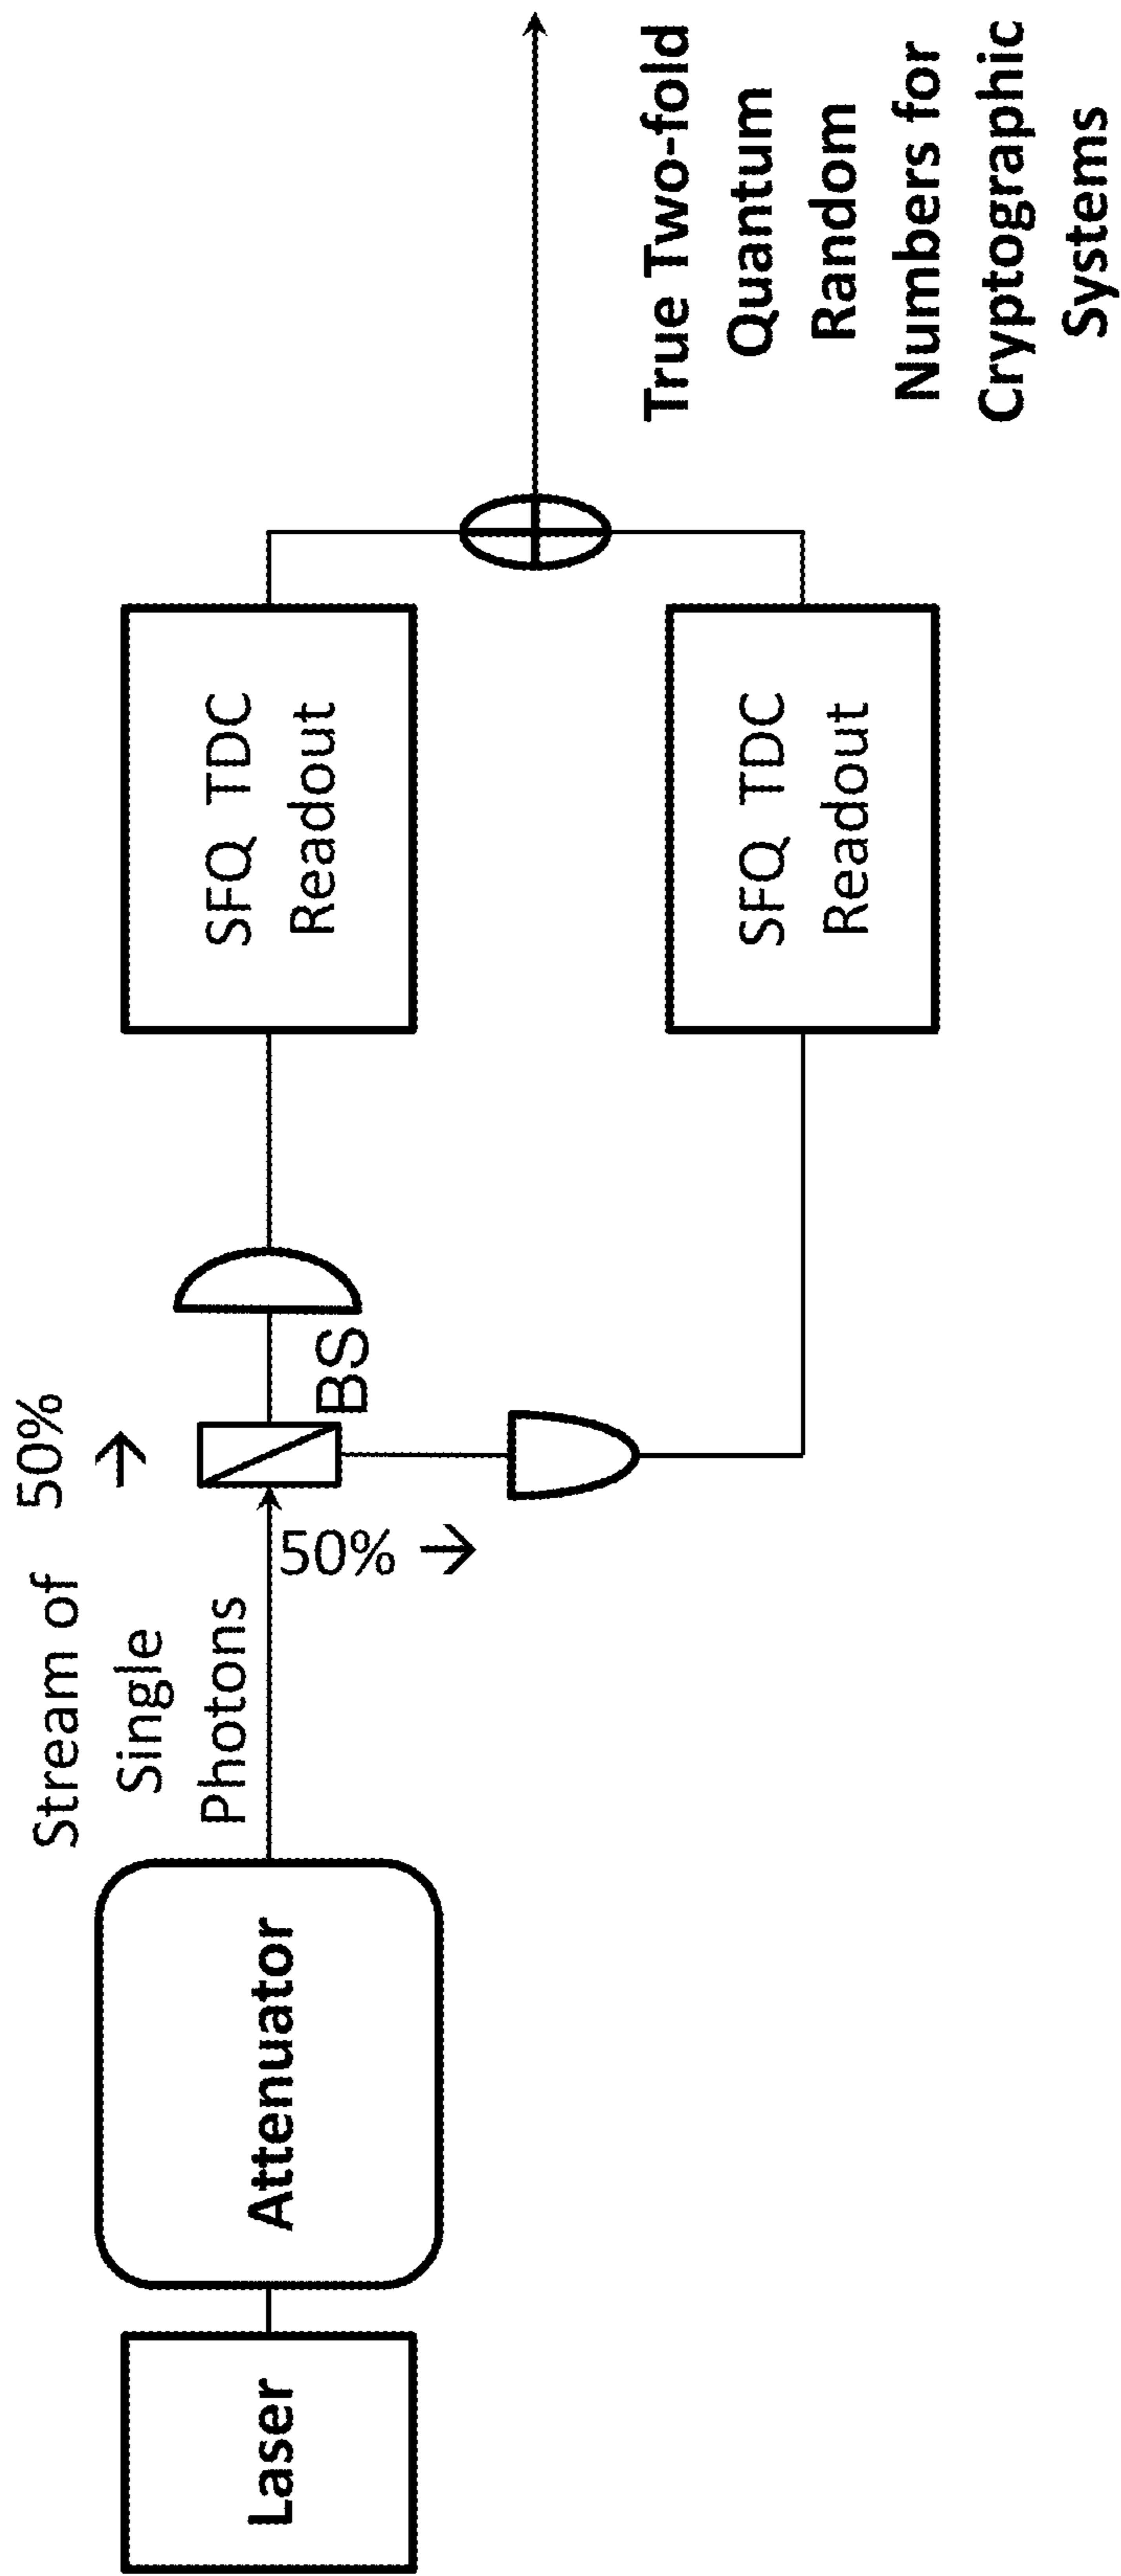 Laser
Attenuator
Stream of
Single
Photons
50%
50%
BS
SFQ TDC
Readout
SFQ TDC
Readout
True Two-fold
Quantum
Random
Numbers for
Cryptographic
Systems